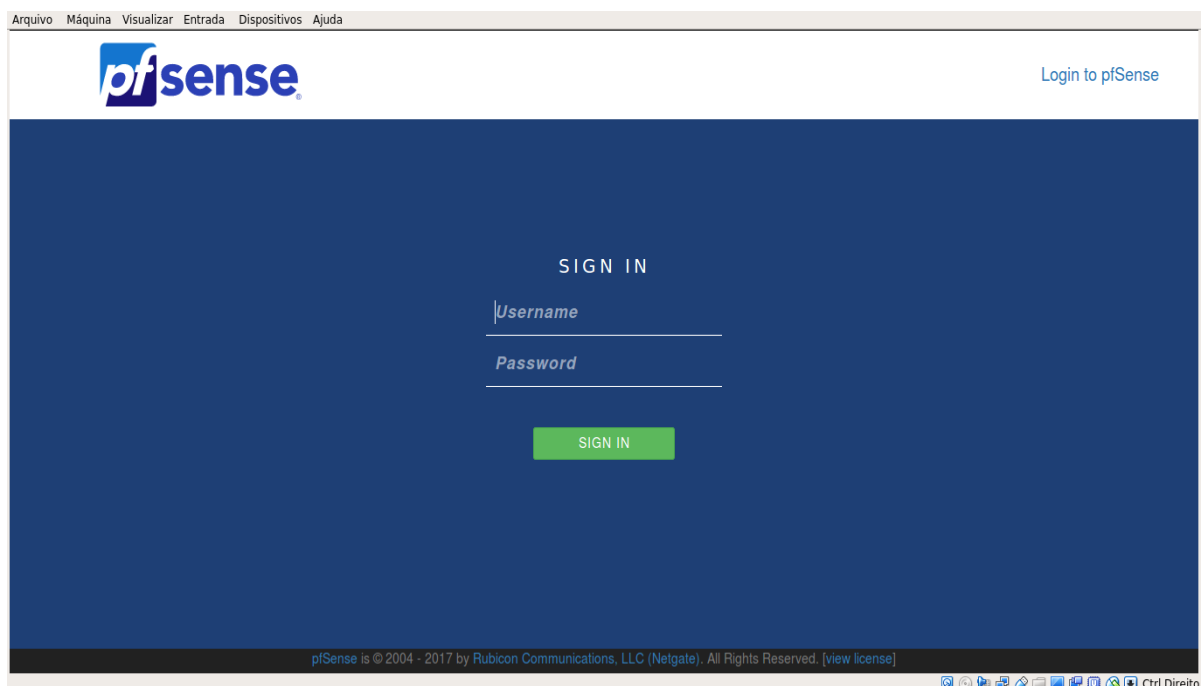 Arquivo Máquina Visualizar Entrada Dispositivos Ajuda
pfsense
Login to pfSense
SIGN IN
Username
Password
SIGN IN
pfSense is © 2004 - 2017 by Rubicon Communications, LLC (Netgate). All Rights Reserved. [view license]
Ctrl Direito